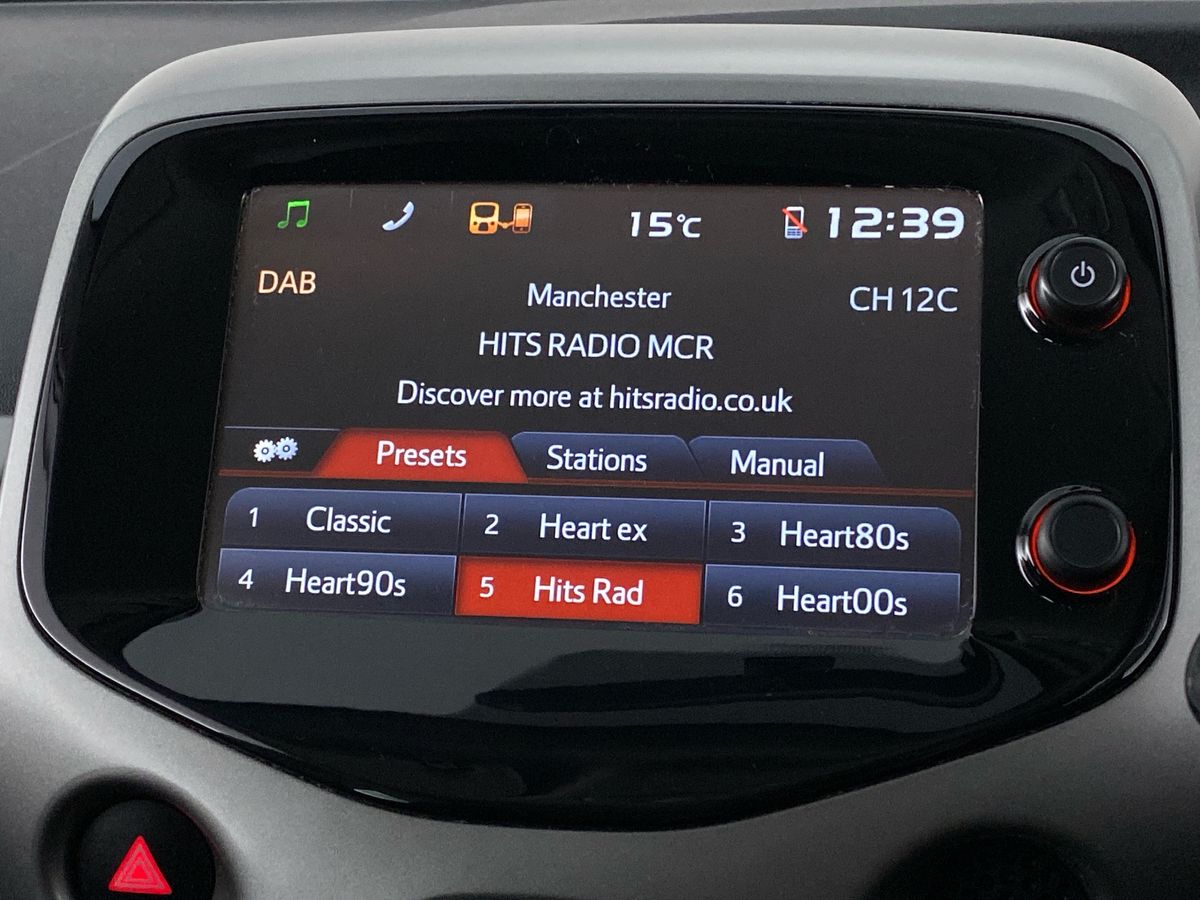 15°C 12:39
DAB Manchester CH 12C
HITS RADIO MCR
Discover more at hitsradio.co.uk
Presets Stations Manual
1 Classic 2 Heart ex 3 Heart80s
4 Heart90s 5 Hits Rad 6 Heart00s